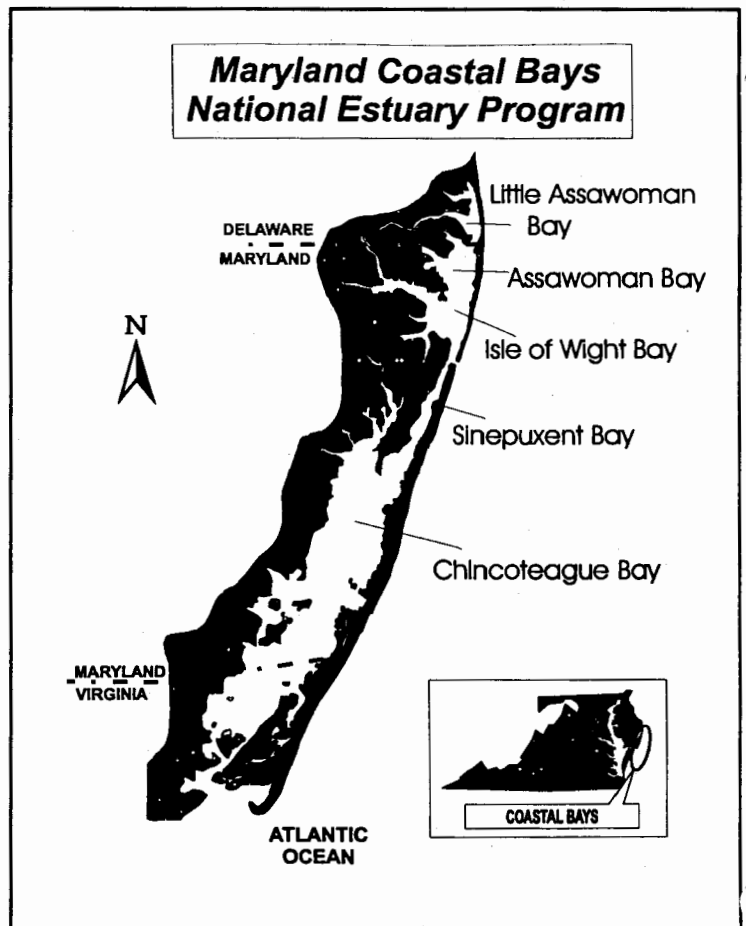 Maryland Coastal Bays
National Estuary Program
Little Assawoman
Bay
DELAWARE
MARYLAND
Assawoman Bay
N
Isle of Wight Bay
Sinepuxent Bay
Chincoteague Bay
MARYLAND
VIRGINIA
COASTAL BAYS
ATLANTIC
OCEAN